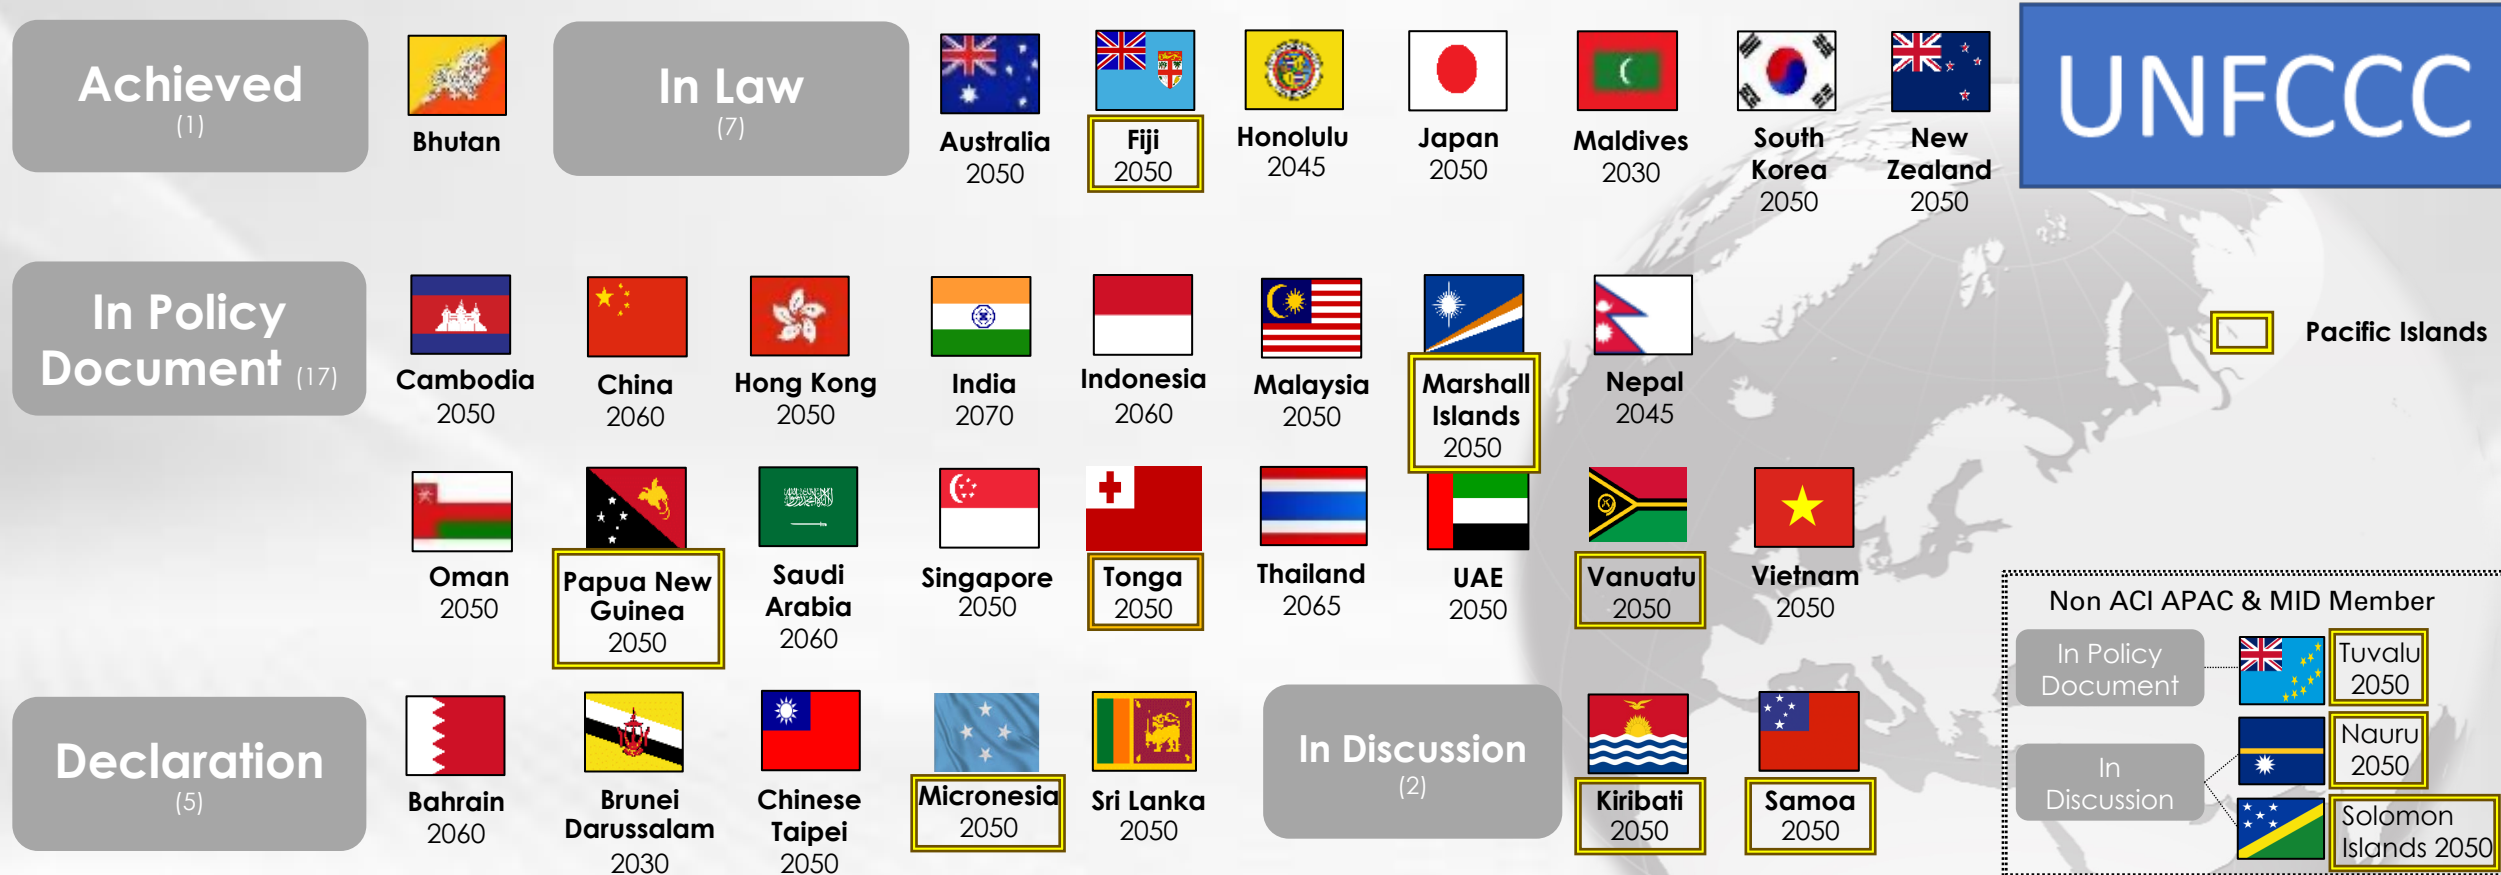 Achieved
(1)
Bhutan
In Law
(7)
Australia
2050
Fiji
2050
Honolulu
2045
Japan
2050
Maldives
2030
South
Korea
2050
New
Zealand
2050
UNFCCC
In Policy
Document (17)
Cambodia
2050
China
2060
Hong Kong
2050
India
2070
Indonesia
2060
Malaysia
2050
Marshall
Islands
2050
Nepal
2045
Pacific Islands
Oman
2050
Papua New
Guinea
2050
Saudi
Arabia
2060
Singapore
2050
Tonga
2050
Thailand
2065
UAE
2050
Vanuatu
2050
Vietnam
2050
Declaration
(5)
Bahrain
2060
Brunei
Darussalam
2030
Chinese
Taipei
2050
Micronesia
2050
Sri Lanka
2050
In Discussion
(2)
Kiribati
2050
Samoa
2050
Non ACI APAC & MID Member
In Policy
Document
Tuvalu
2050
In
Discussion
Nauru
2050
Solomon
Islands 2050